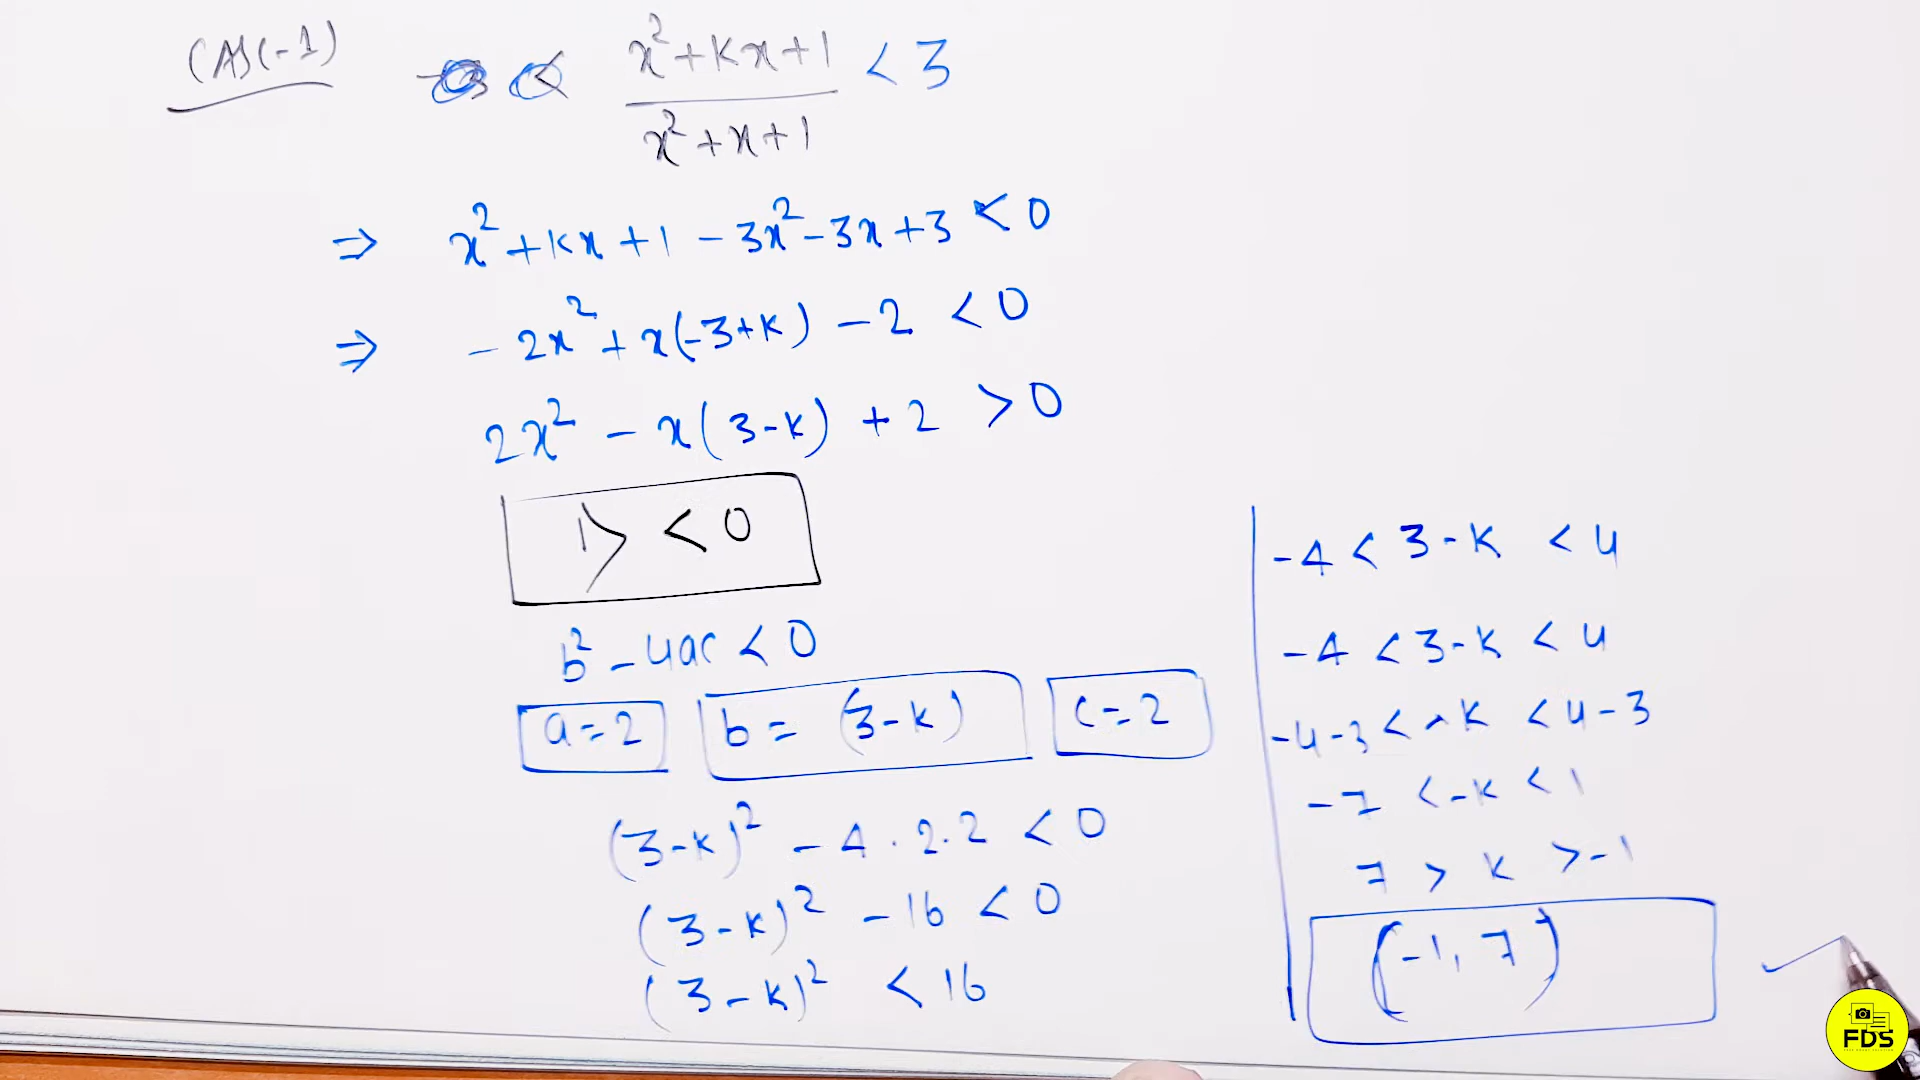 CASE-1)
x²+kx+1 < 3
x²+x+1
⇒ x²+kx+1-3x²-3x+3 < 0
⇒ -2x²+x(-3+k)-2 < 0
2x²-x(3-k)+2 > 0
D < 0
b²-4ac < 0
a=2 b=(3-k) c=2
(3-k)²-4.2.2 < 0
(3-k)²-16 < 0
(3-k)² < 16
-4 < 3-k < 4
-4 < 3-k < 4
-4-3 < -k < 4-3
-7 < -k < 1
7 > k > -1
(-1, 7)
FDS